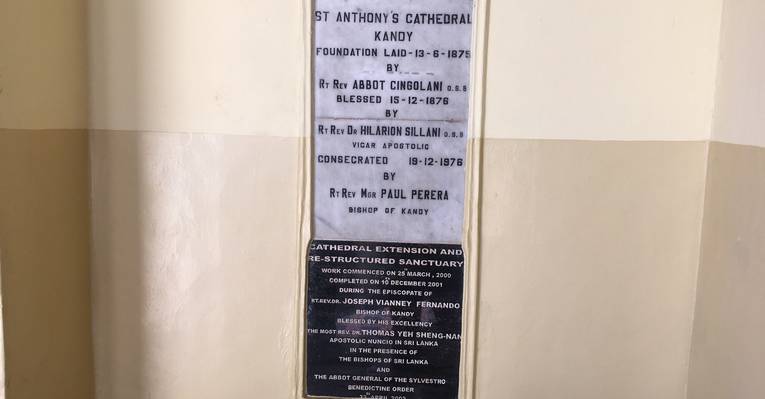 ST ANTHONY'S CATHEDRAL
KANDY
FOUNDATION LAID-13-6-1875
BY
RT REV ABBOT CINGOLANI O.S.B
BLESSED 15-12-1876
BY
RT REV DR HILARION SILLANI O.S.B
VICAR APOSTOLIC
CONSECRATED 19-12-1976
BY
RT REV MGR PAUL PERERA
BISHOP OF KANDY
CATHEDRAL EXTENSION AND
RE-STRUCTURED SANCTUARY
WORK COMMENCED ON 25 MARCH, 2000
COMPLETED ON 10 DECEMBER 2001
DURING THE EPISCOPATE OF
RT.REV.DR. JOSEPH VIANNEY FERNANDO
BISHOP OF KANDY
BLESSED BY HIS EXCELLENCY
THE MOST REV. DR. THOMAS YEH SHENG-NAN
APOSTOLIC NUNCIO IN SRI LANKA
IN THE PRESENCE OF
THE BISHOPS OF SRI LANKA
AND
THE ABBOT GENERAL OF THE SYLVESTRO
BENEDICTINE ORDER
APRIL 2002